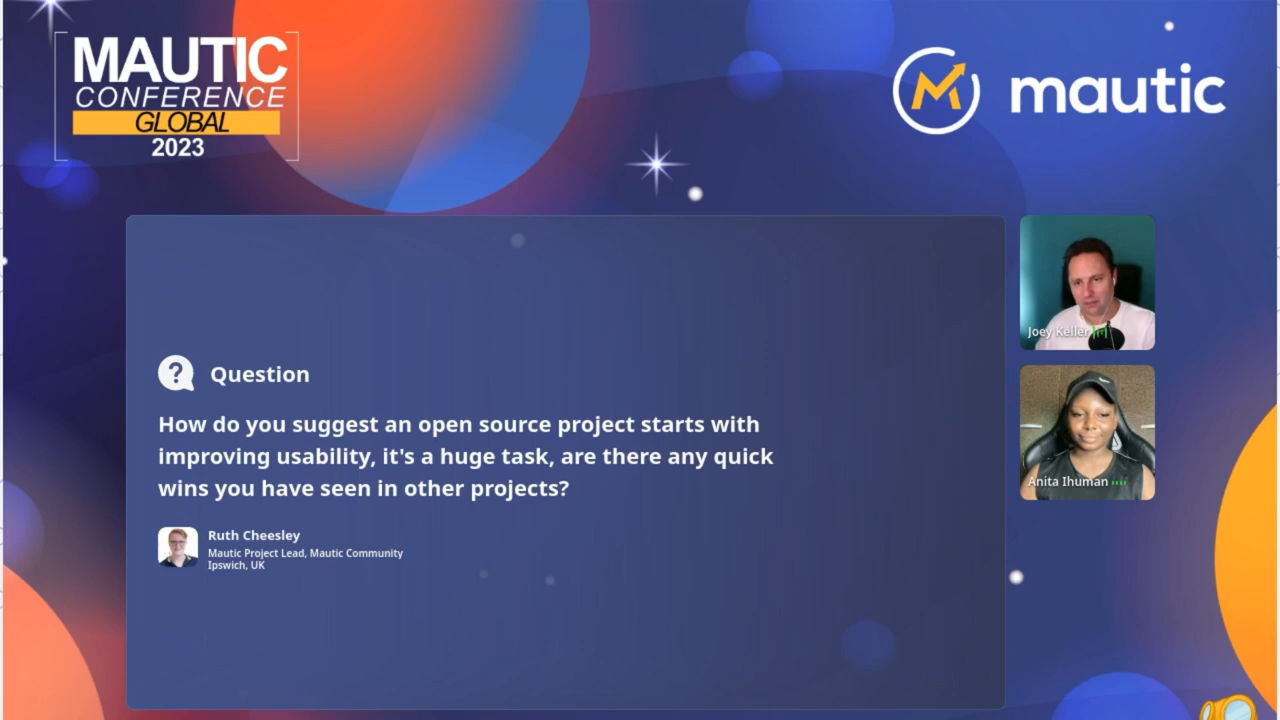 MAUTIC
CONFERENCE
GLOBAL
2023
mautic
Question
How do you suggest an open source project starts with
improving usability, it's a huge task, are there any quick
wins you have seen in other projects?
Ruth Cheesley
Mautic Project Lead, Mautic Community
Ipswich, UK
Joey Keller
Anita Ihuman